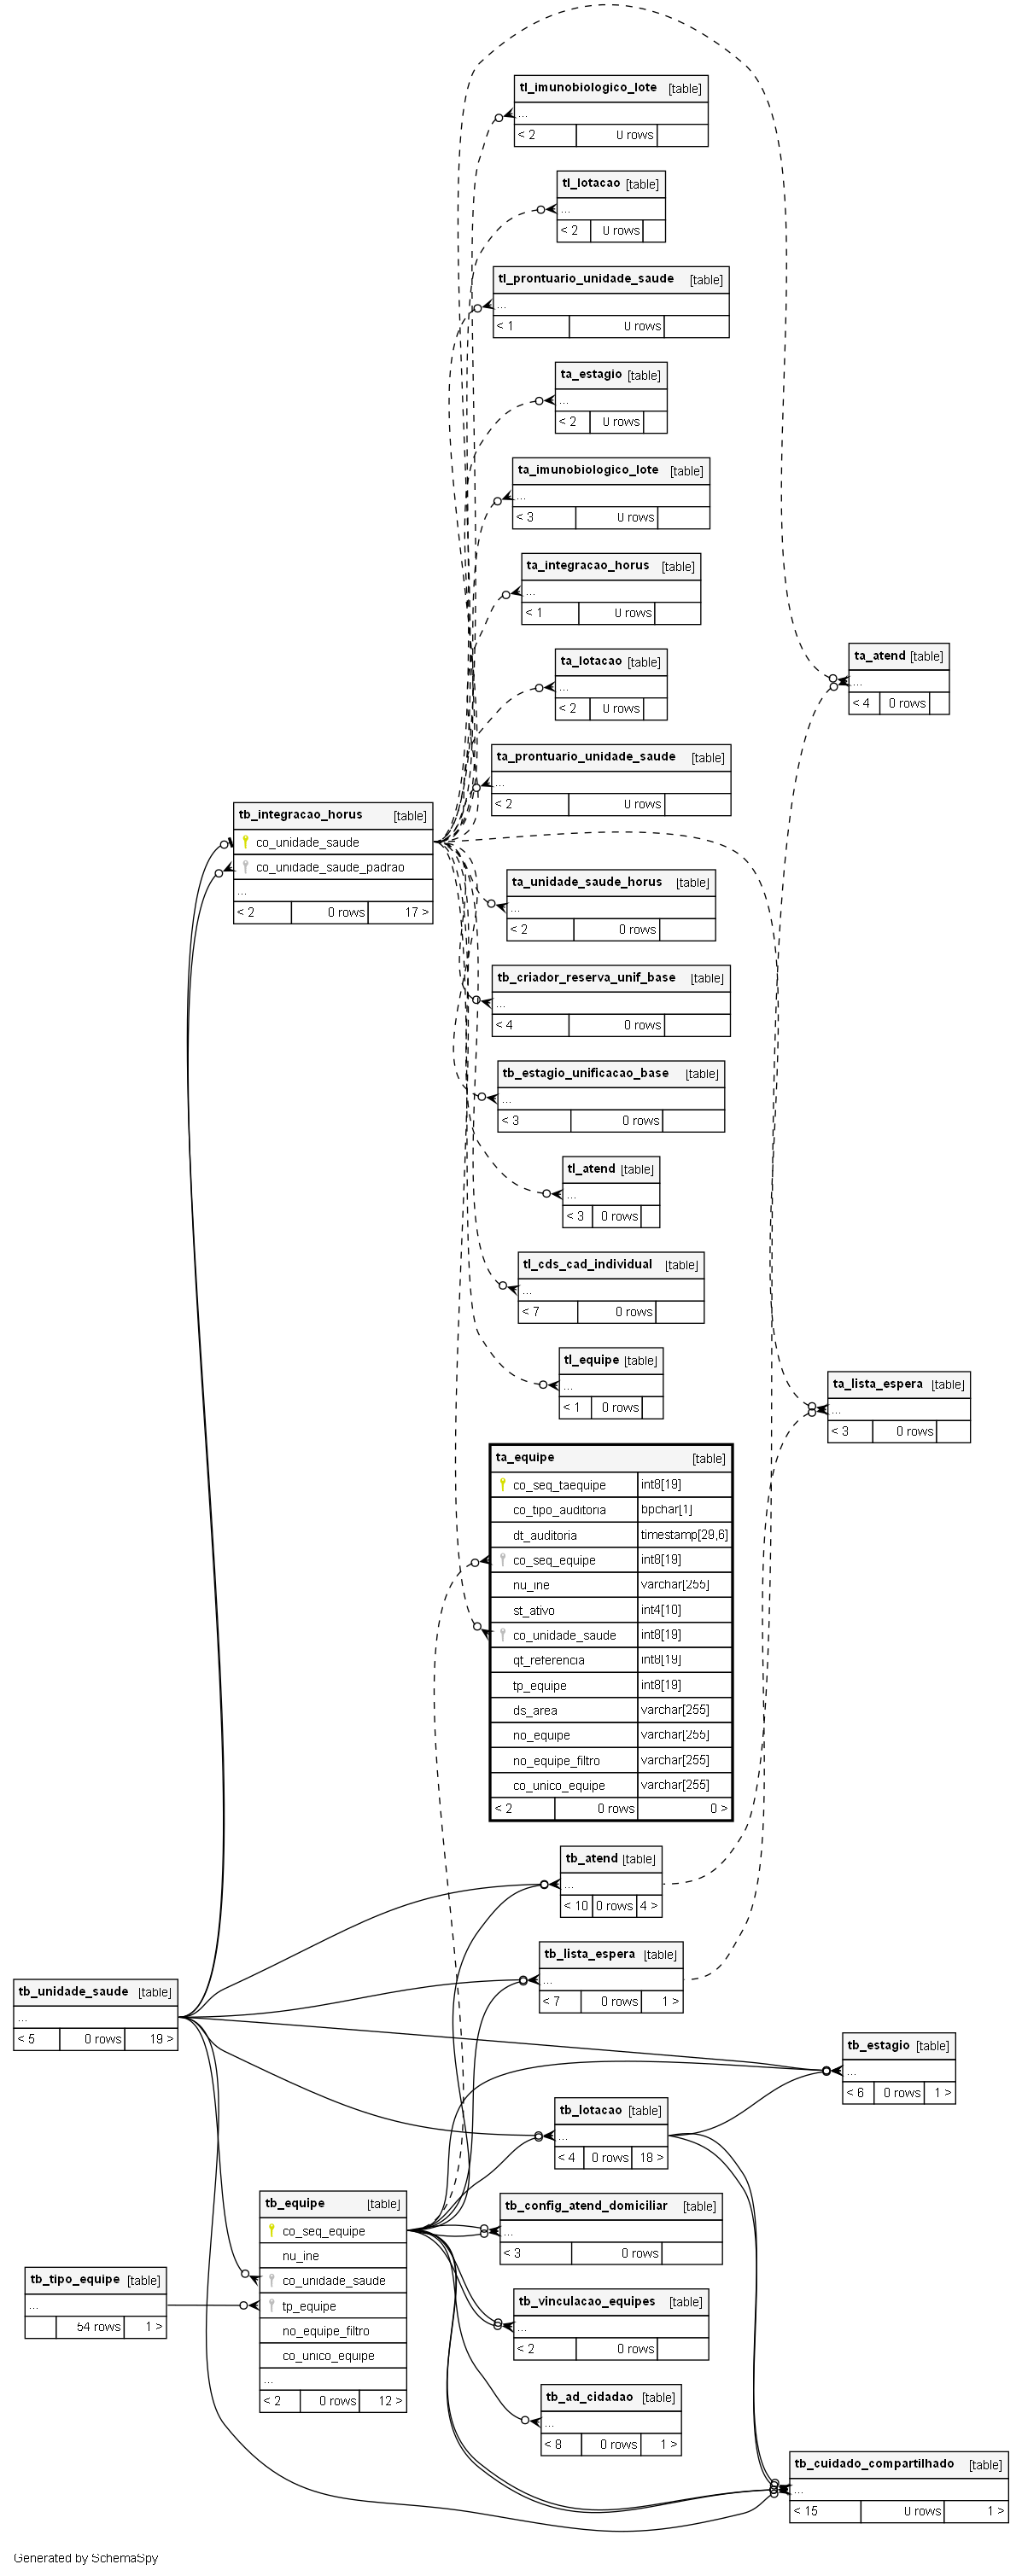 tl_imunobiologico_lote [table]
...
< 2 0 rows
tl_lotacao [table]
...
< 2 0 rows
tl_prontuario_unidade_saude [table]
...
< 1 0 rows
ta_estagio [table]
...
< 2 0 rows
ta_imunobiologico_lote [table]
...
< 3 0 rows
ta_integracao_horus [table]
...
< 1 0 rows
ta_atend [table]
...
< 4 0 rows
ta_lotacao [table]
...
< 2 0 rows
ta_prontuario_unidade_saude [table]
...
< 2 0 rows
tb_integracao_horus [table]
co_unidade_saude
co_unidade_saude_padrao
...
< 2 0 rows 17 >
ta_unidade_saude_horus [table]
...
< 2 0 rows
tb_criador_reserva_unif_base [table]
...
< 4 0 rows
tb_estagio_unificacao_base [table]
...
< 3 0 rows
tl_atend [table]
...
< 3 0 rows
tl_cds_cad_individual [table]
...
< 7 0 rows
tl_equipe [table]
...
< 1 0 rows
ta_lista_espera [table]
...
< 3 0 rows
ta_equipe [table]
co_seq_taequipe int8[19]
co_tipo_auditoria bpchar[1]
dt_auditoria timestamp[29,6]
co_seq_equipe int8[19]
nu_ine varchar[255]
st_ativo int4[10]
co_unidade_saude int8[19]
qt_referencia int8[19]
tp_equipe int8[19]
ds_area varchar[255]
no_equipe varchar[255]
no_equipe_filtro varchar[255]
co_unico_equipe varchar[255]
< 2 0 rows 0 >
tb_atend [table]
...
< 10 0 rows 4 >
tb_lista_espera [table]
...
< 7 0 rows 1 >
tb_unidade_saude [table]
...
< 5 0 rows 19 >
tb_estagio [table]
...
< 6 0 rows 1 >
tb_lotacao [table]
...
< 4 0 rows 18 >
tb_equipe [table]
co_seq_equipe
nu_ine
co_unidade_saude
tp_equipe
no_equipe_filtro
co_unico_equipe
...
< 2 0 rows 12 >
tb_config_atend_domiciliar [table]
...
< 3 0 rows
tb_tipo_equipe [table]
...
54 rows 1 >
tb_vinculacao_equipes [table]
...
< 2 0 rows
tb_ad_cidadao [table]
...
< 8 0 rows 1 >
tb_cuidado_compartilhado [table]
...
< 15 0 rows 1 >
Generated by SchemaSpy